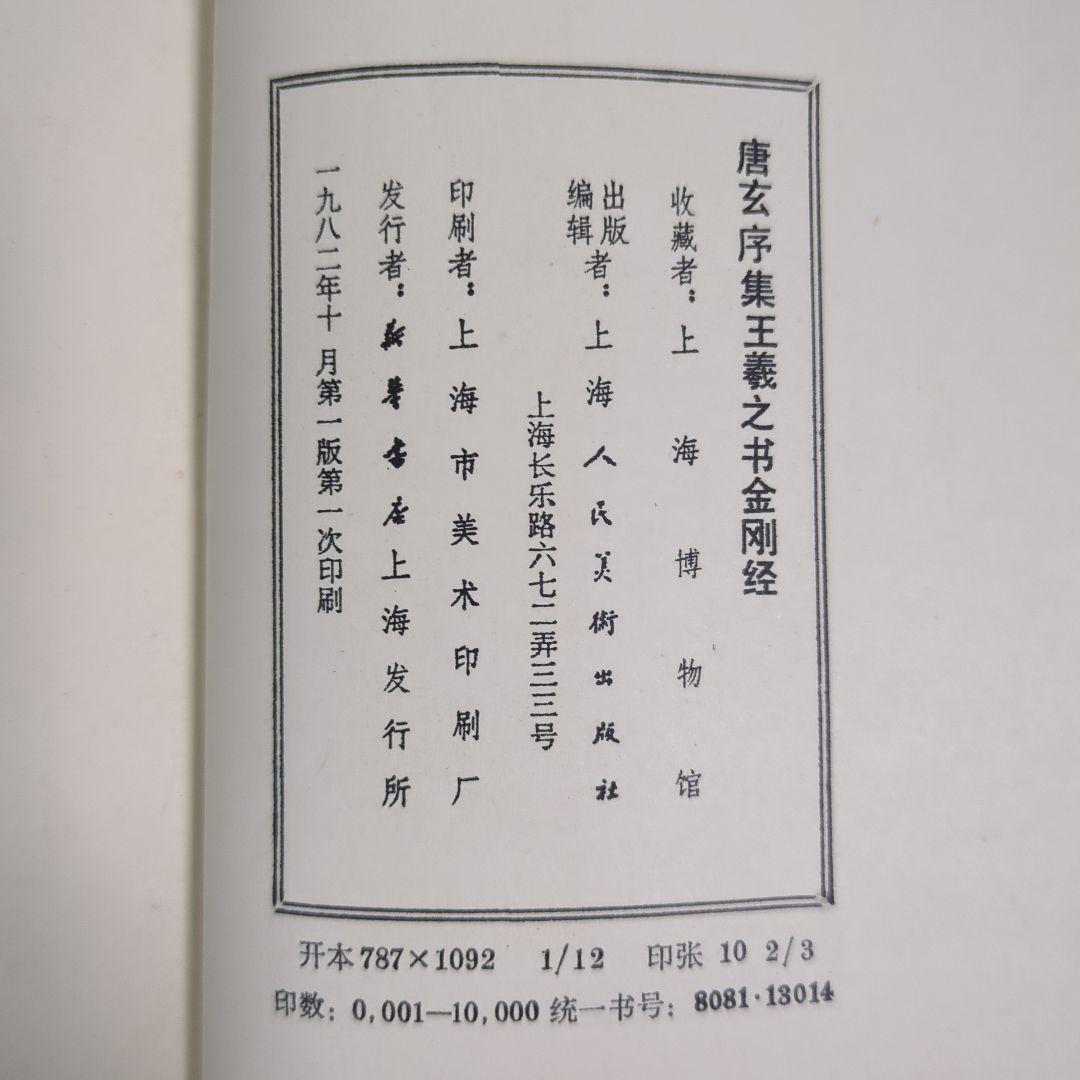 唐玄序集王羲之书金刚经
收藏者：上海博物馆
出版
编辑
者：上海人民美術出版社
上海长乐路六七二弄三三号
印刷者：上海市美术印刷厂
发行者：新華書店上海发行所
一九八二年十月第一版第一次印刷
开本787×1092 1/12 印张 10 2/3
印数：0,001—10,000 统一书号：8081·13014